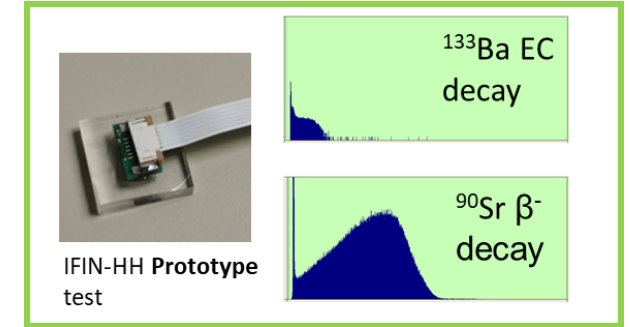 ¹³³Ba EC
decay
⁹⁰Sr β⁻
decay
IFIN-HH Prototype
test